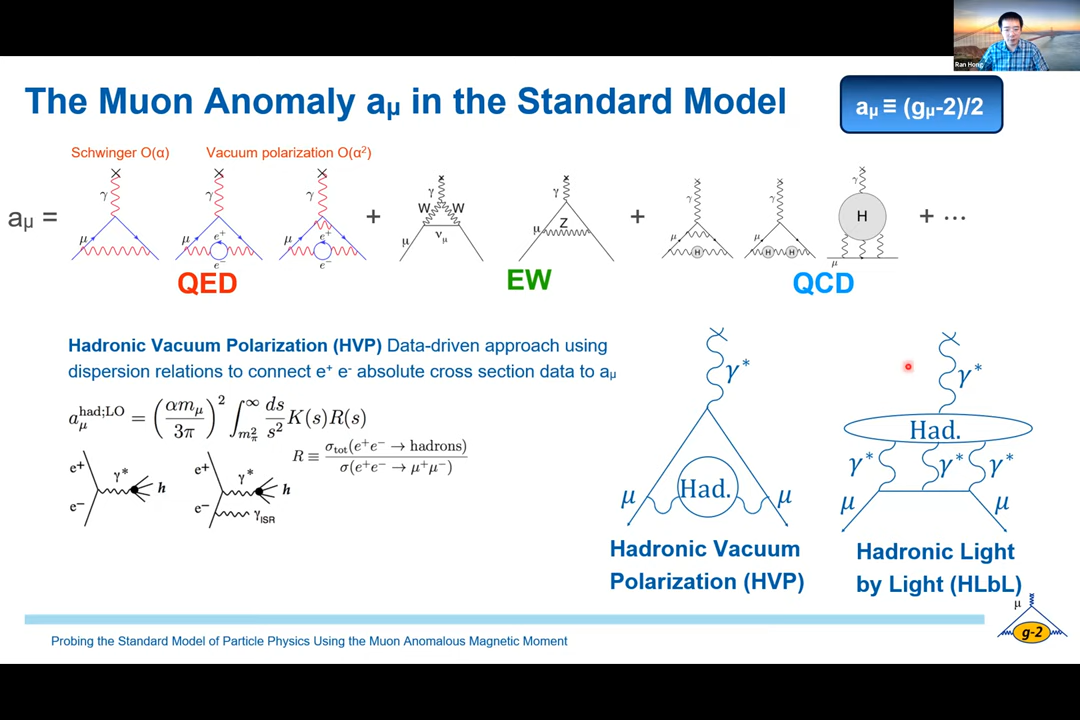 Ran Hong
The Muon Anomaly aμ in the Standard Model
aμ ≡ (gμ-2)/2
Schwinger O(α)
Vacuum polarization O(α²)
aμ =
γ
μ
γ
μ
e⁺
e⁻
γ
μ
e⁺
e⁻
+
γ
W W
μ
νμ
γ
μ
Z
+
γ
μ
H
γ
μ
H H
γ
H
μ
+ ...
QED
EW
QCD
Hadronic Vacuum Polarization (HVP) Data-driven approach using
dispersion relations to connect e⁺ e⁻ absolute cross section data to aμ
a_μ^{had;LO} = (αm_μ/3π)² ∫_{m_π²}^∞ ds/s² K(s)R(s)
R ≡ σ_tot(e⁺e⁻ → hadrons)/σ(e⁺e⁻ → μ⁺μ⁻)
e⁺
γ*
h
e⁻
e⁺
γ*
h
e⁻
γISR
γ*
μ
Had.
μ
Hadronic Vacuum
Polarization (HVP)
γ*
Had.
γ* γ* γ*
μ
μ
Hadronic Light
by Light (HLbL)
μ
g-2
Probing the Standard Model of Particle Physics Using the Muon Anomalous Magnetic Moment